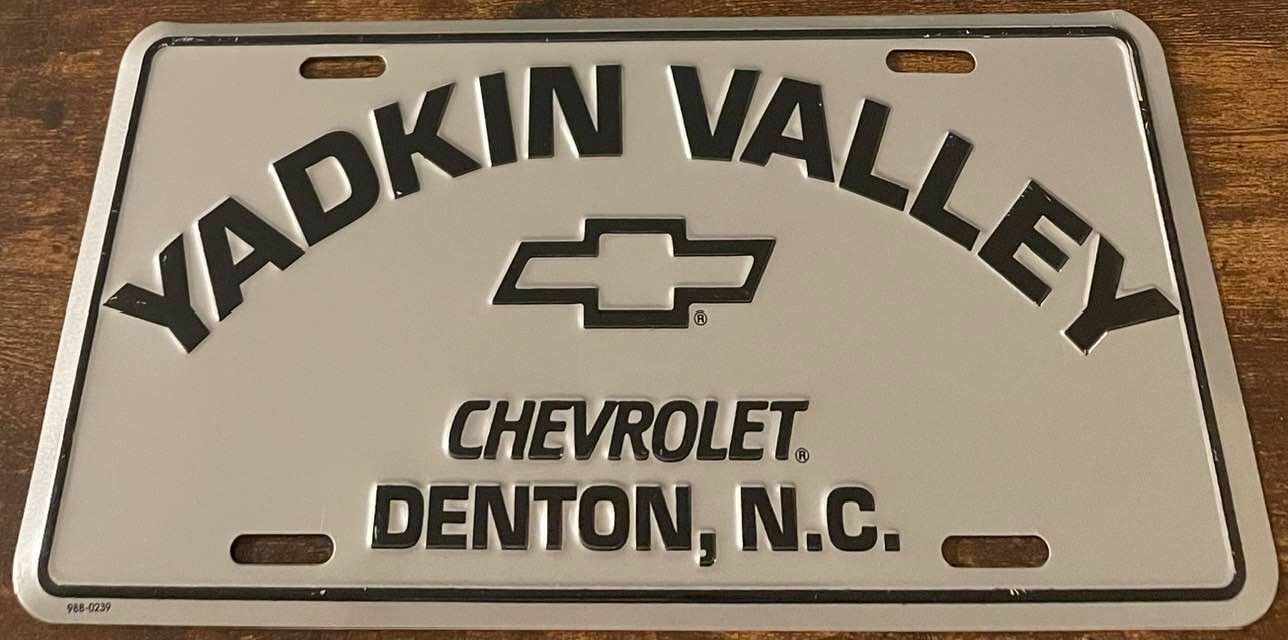 YADKIN VALLEY
®
CHEVROLET®
DENTON, N.C.
988-0239